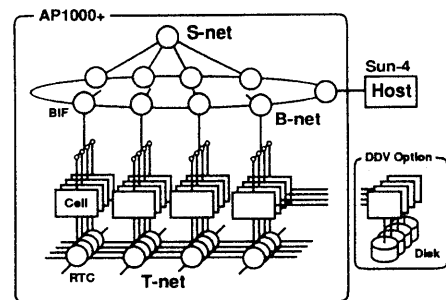 AP1000+
S-net
Sun-4
Host
BIF
B-net
DDV Option
Cell
Disk
RTC
T-net